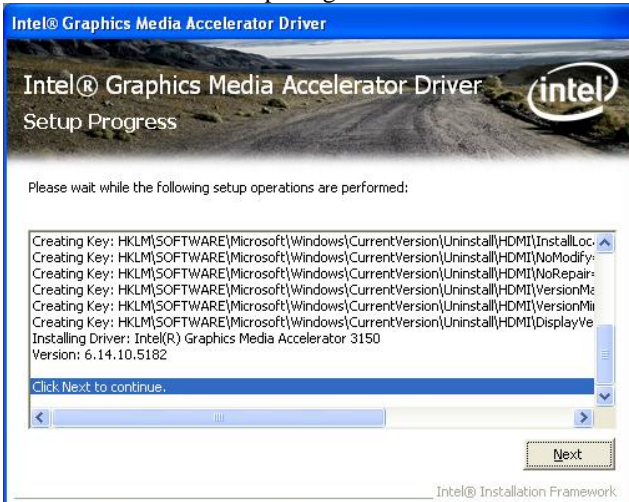 Intel® Graphics Media Accelerator Driver
Intel® Graphics Media Accelerator Driver
intel
Setup Progress
Please wait while the following setup operations are performed:
Creating Key: HKLM\SOFTWARE\Microsoft\Windows\CurrentVersion\Uninstall\HDMI\InstallLoc
Creating Key: HKLM\SOFTWARE\Microsoft\Windows\CurrentVersion\Uninstall\HDMI\NoModify=
Creating Key: HKLM\SOFTWARE\Microsoft\Windows\CurrentVersion\Uninstall\HDMI\NoRepair=
Creating Key: HKLM\SOFTWARE\Microsoft\Windows\CurrentVersion\Uninstall\HDMI\VersionMa
Creating Key: HKLM\SOFTWARE\Microsoft\Windows\CurrentVersion\Uninstall\HDMI\VersionMi
Creating Key: HKLM\SOFTWARE\Microsoft\Windows\CurrentVersion\Uninstall\HDMI\DisplayVe
Installing Driver: Intel(R) Graphics Media Accelerator 3150
Version: 6.14.10.5182
Click Next to continue.
Next
Intel® Installation Framework